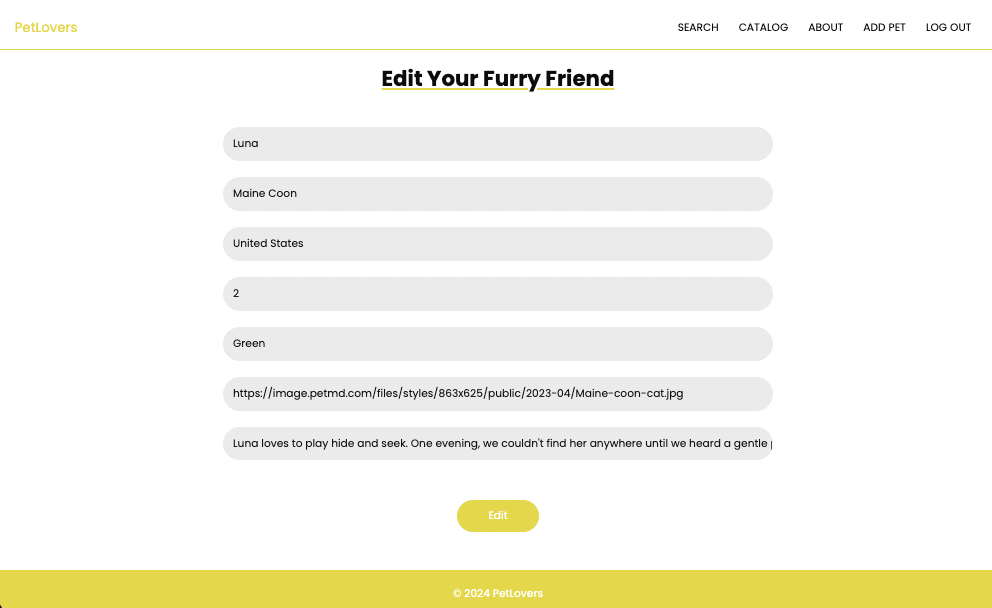 PetLovers
SEARCH CATALOG ABOUT ADD PET LOG OUT
Edit Your Furry Friend
Luna
Maine Coon
United States
2
Green
https://image.petmd.com/files/styles/863x625/public/2023-04/Maine-coon-cat.jpg
Luna loves to play hide and seek. One evening, we couldn't find her anywhere until we heard a gentle
Edit
© 2024 PetLovers